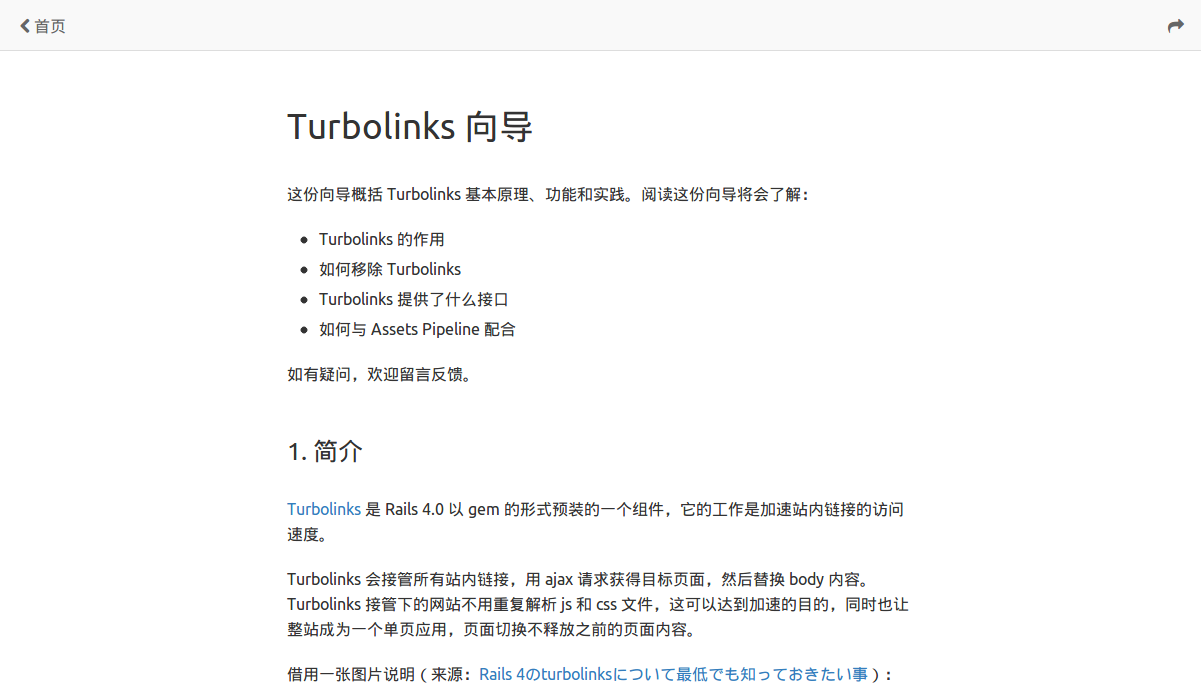 首页
Turbolinks 向导
这份向导概括 Turbolinks 基本原理、功能和实践。阅读这份向导将会了解：
Turbolinks 的作用
如何移除 Turbolinks
Turbolinks 提供了什么接口
如何与 Assets Pipeline 配合
如有疑问，欢迎留言反馈。
1. 简介
Turbolinks 是 Rails 4.0 以 gem 的形式预装的一个组件，它的工作是加速站内链接的访问
速度。
Turbolinks 会接管所有站内链接，用 ajax 请求获得目标页面，然后替换 body 内容。
Turbolinks 接管下的网站不用重复解析 js 和 css 文件，这可以达到加速的目的，同时也让
整站成为一个单页应用，页面切换不释放之前的页面内容。
借用一张图片说明（来源：Rails 4のturbolinksについて最低でも知っておきたい事）：